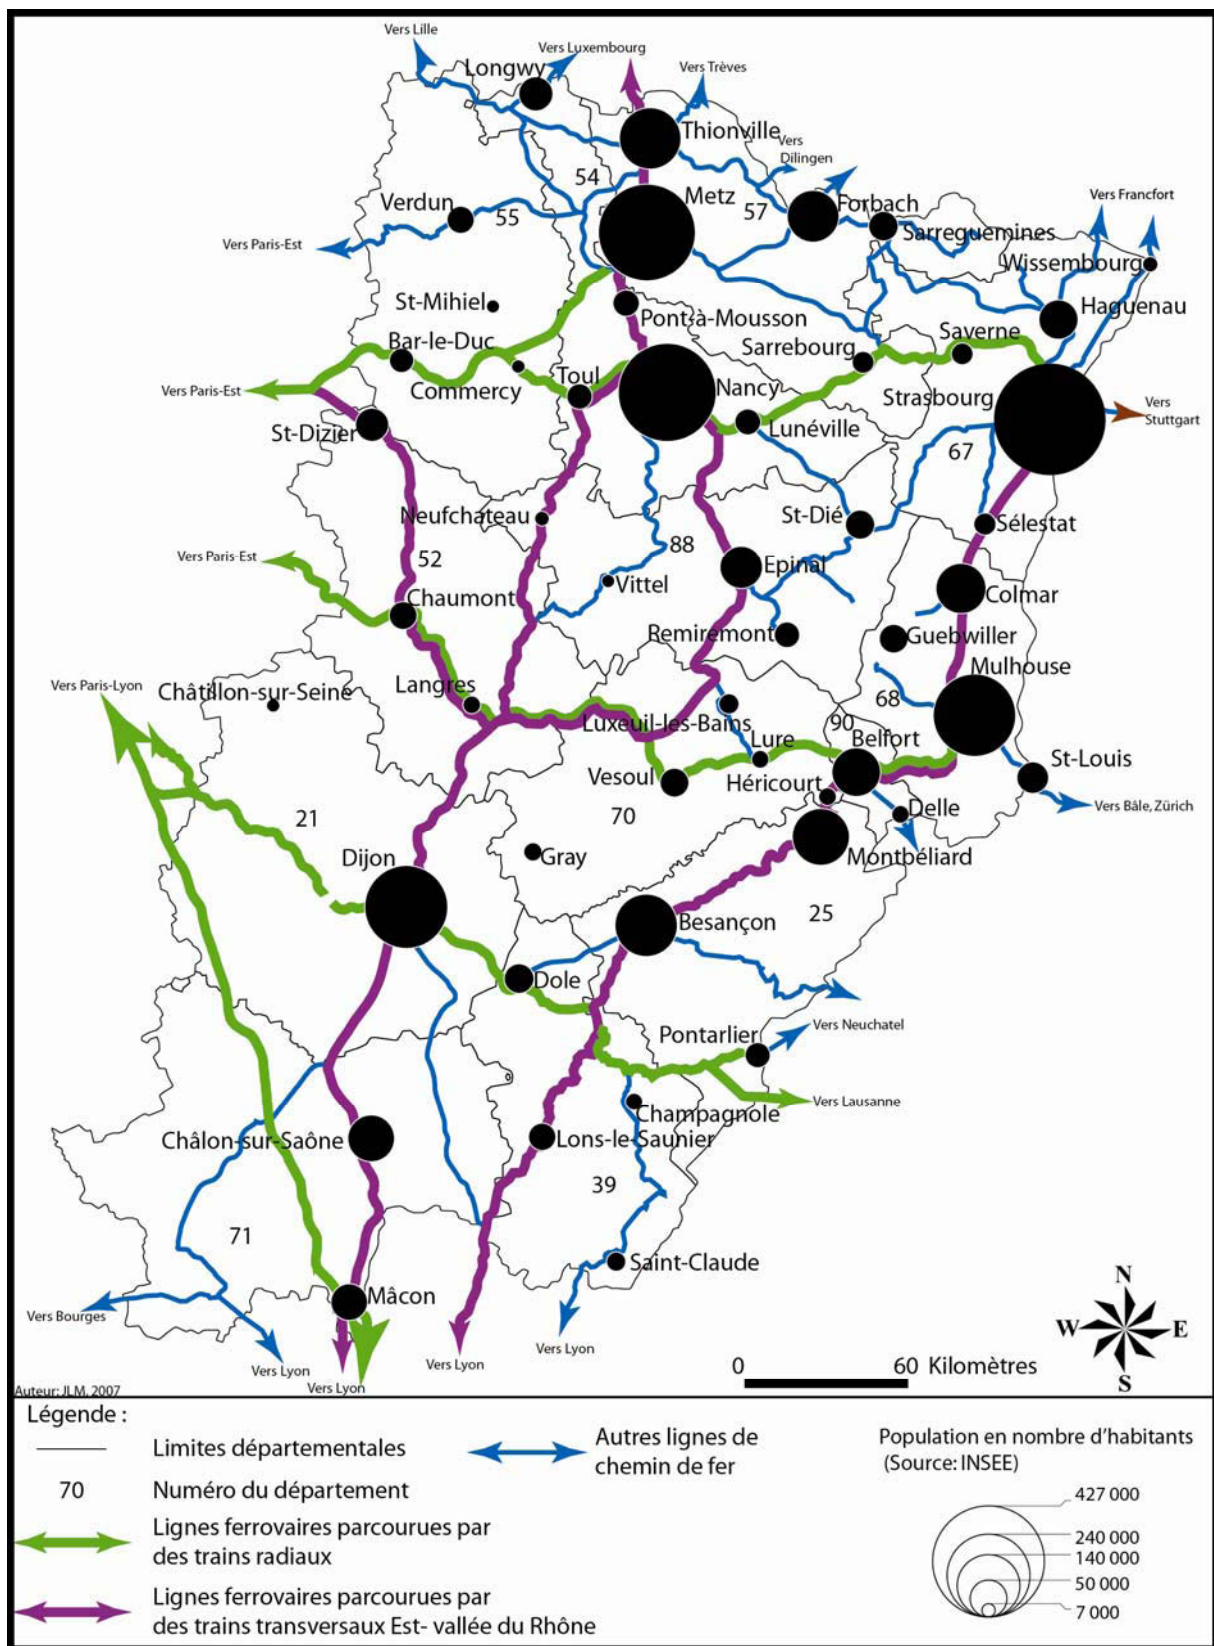 Vers Lille
Vers Luxembourg
Longwy
Vers Trèves
Thionville
Vers
Dilingen
54
Metz
57
Forbach
Vers Francfort
Verdun
55
Sarreguemines
Vers Paris-Est
Wissembourg
St-Mihiel
Pont-à-Mousson
Haguenau
Bar-le-Duc
Sarrebourg
Saverne
Vers Paris-Est
Commercy
Toul
Nancy
Strasbourg
Vers
Stuttgart
St-Dizier
Lunéville
67
Neufchateau
St-Dié
Sélestat
Vers Paris-Est
52
88
Epinal
Vittel
Chaumont
Colmar
Remiremont
Guebwiller
Mulhouse
Vers Paris-Lyon
Châtillon-sur-Seine
Langres
68
Luxeuil-les-Bains
90
Lure
Belfort
St-Louis
Vesoul
Héricourt
Delle
Vers Bâle, Zürich
21
70
Dijon
Gray
Montbéliard
Besançon
25
Dole
Pontarlier
Vers Neuchatel
Champagnole
Vers Lausanne
Châlon-sur-Saône
Lons-le-Saunier
39
71
Saint-Claude
Mâcon
Vers Bourges
Vers Lyon
Vers Lyon
Vers Lyon
Vers Lyon
N
W
E
S
0 60 Kilomètres
Auteur: JLM, 2007
Légende :
Limites départementales
70 Numéro du département
Lignes ferrovaires parcourues par
des trains radiaux
Lignes ferrovaires parcourues par
des trains transversaux Est- vallée du Rhône
Autres lignes de
chemin de fer
Population en nombre d'habitants
(Source: INSEE)
427 000
240 000
140 000
50 000
7 000